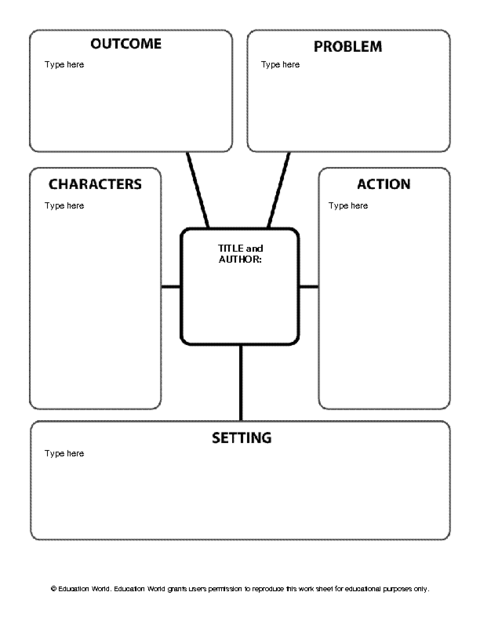 OUTCOME
Type here
PROBLEM
Type here
CHARACTERS
Type here
ACTION
Type here
TITLE and
AUTHOR:
SETTING
Type here
© Education World. Education World grants users permission to reproduce this work sheet for educational purposes only.